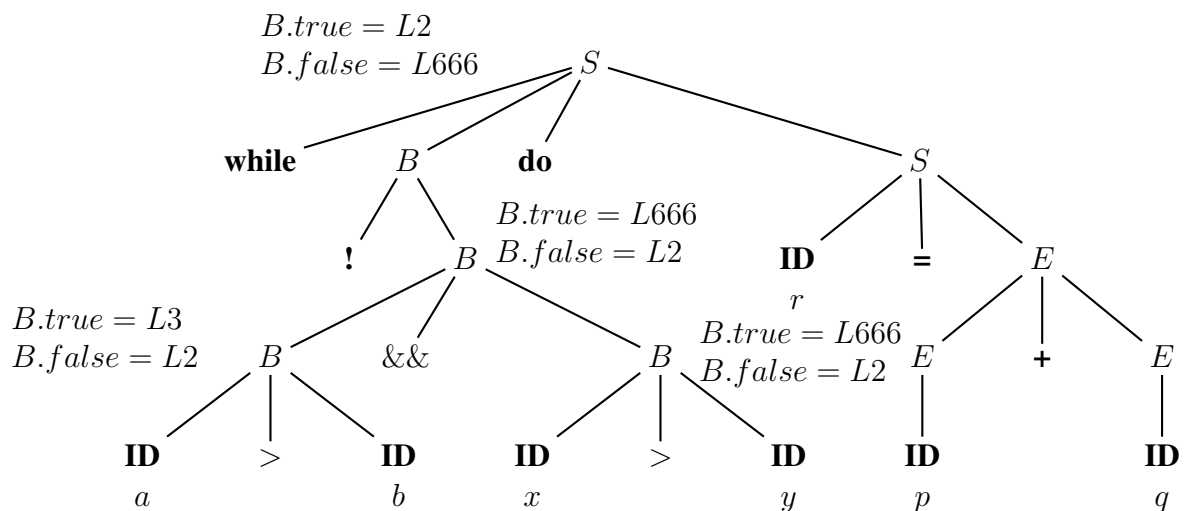 B.true = L2
B.false = L666
S
while B do S
B.true = L666
B.false = L2
! B ID = E
r
B.true = L3
B.false = L2
B.true = L666
B.false = L2
B && B E + E
ID > ID ID > ID ID ID
a b x y p q